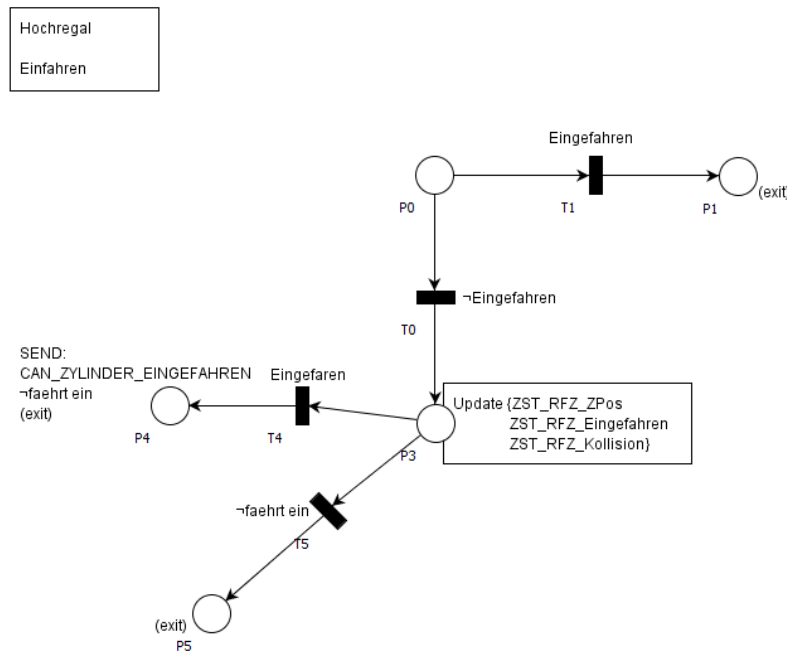 Hochregal
Einfahren
Eingefahren
P0
T1
P1
(exit)
¬Eingefahren
T0
SEND:
CAN_ZYLINDER_EINGEFAHREN
¬faehrt ein
(exit)
Eingefaren
P4
T4
P3
Update {ZST_RFZ_ZPos
ZST_RFZ_Eingefahren
ZST_RFZ_Kollision}
¬faehrt ein
T5
(exit)
P5